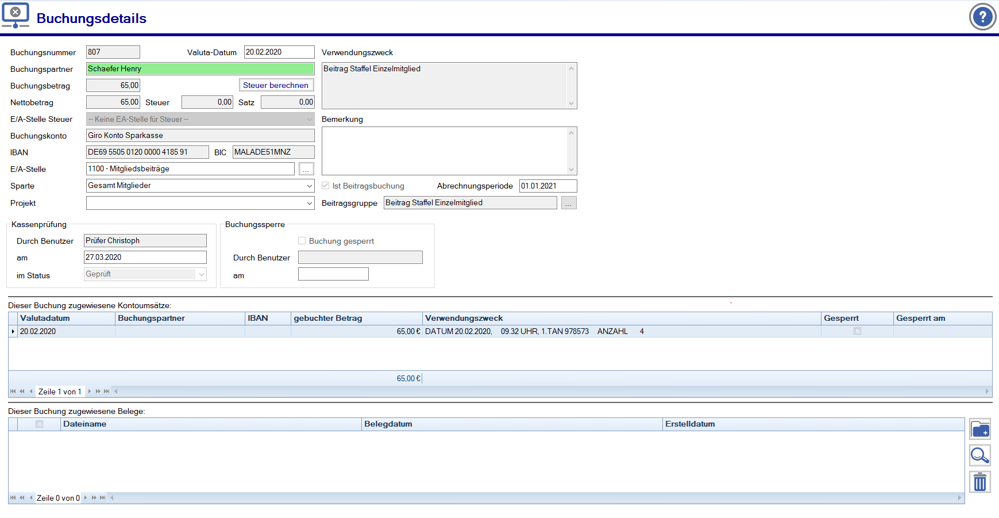 Buchungsdetails
Buchungsnummer 807 Valuta-Datum 20.02.2020 Verwendungszweck
Buchungspartner Schaefer Henry Beitrag Staffel Einzelmitglied
Buchungsbetrag 65,00 Steuer berechnen
Nettobetrag 65,00 Steuer 0,00 Satz 0,00
E/A-Stelle Steuer -- Keine EA-Stelle für Steuer -- Bemerkung
Buchungskonto Giro Konto Sparkasse
IBAN DE69 5505 0120 0000 4185 91 BIC MALADE51MNZ
E/A-Stelle 1100 - Mitgliedsbeiträge ...
Sparte Gesamt Mitglieder Ist Beitragsbuchung Abrechnungsperiode 01.01.2021
Projekt Beitragsgruppe Beitrag Staffel Einzelmitglied ...
Kassenprüfung Buchungssperre
Durch Benutzer Prüfer Christoph Buchung gesperrt
am 27.03.2020 Durch Benutzer
im Status Geprüft am
Dieser Buchung zugewiesene Kontoumsätze:
Valutadatum Buchungspartner IBAN gebuchter Betrag Verwendungszweck Gesperrt Gesperrt am
20.02.2020 65,00 € DATUM 20.02.2020, 09.32 UHR, 1.TAN 978573 ANZAHL 4
65,00 €
Zeile 1 von 1
Dieser Buchung zugewiesene Belege:
Dateiname Belegdatum Erstelldatum
Zeile 0 von 0